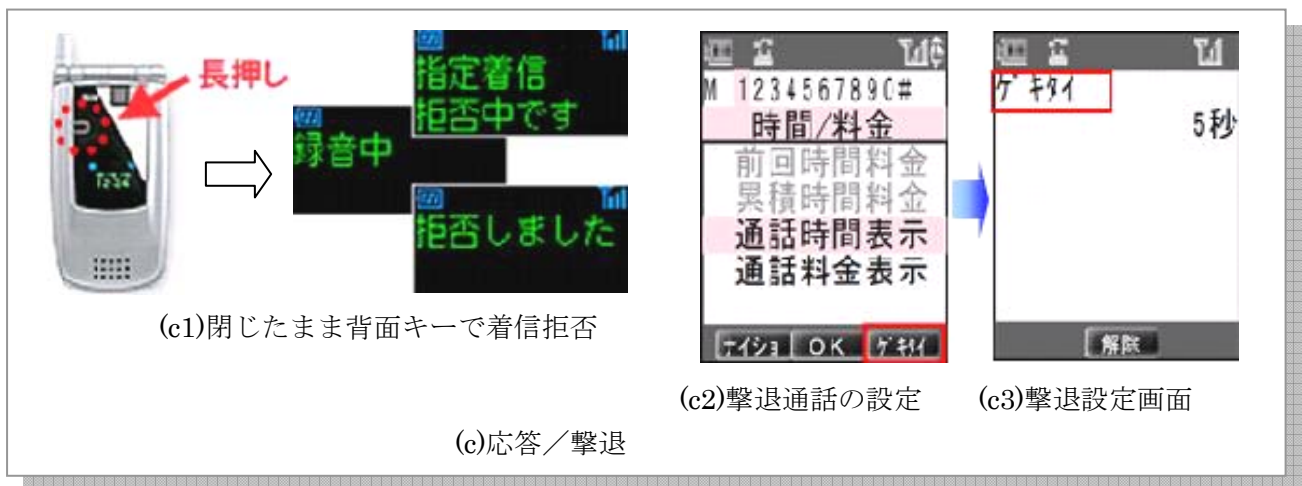 長押し
録音中
指定着信
拒否中です
拒否しました
(c1)閉じたまま背面キーで着信拒否
M 1234567890#
時間/料金
前回時間料金
累積時間料金
通話時間表示
通話料金表示
ナイショ OK ゲキタイ
(c2)撃退通話の設定
ゲキタイ
5秒
解除
(c3)撃退設定画面
(c)応答／撃退